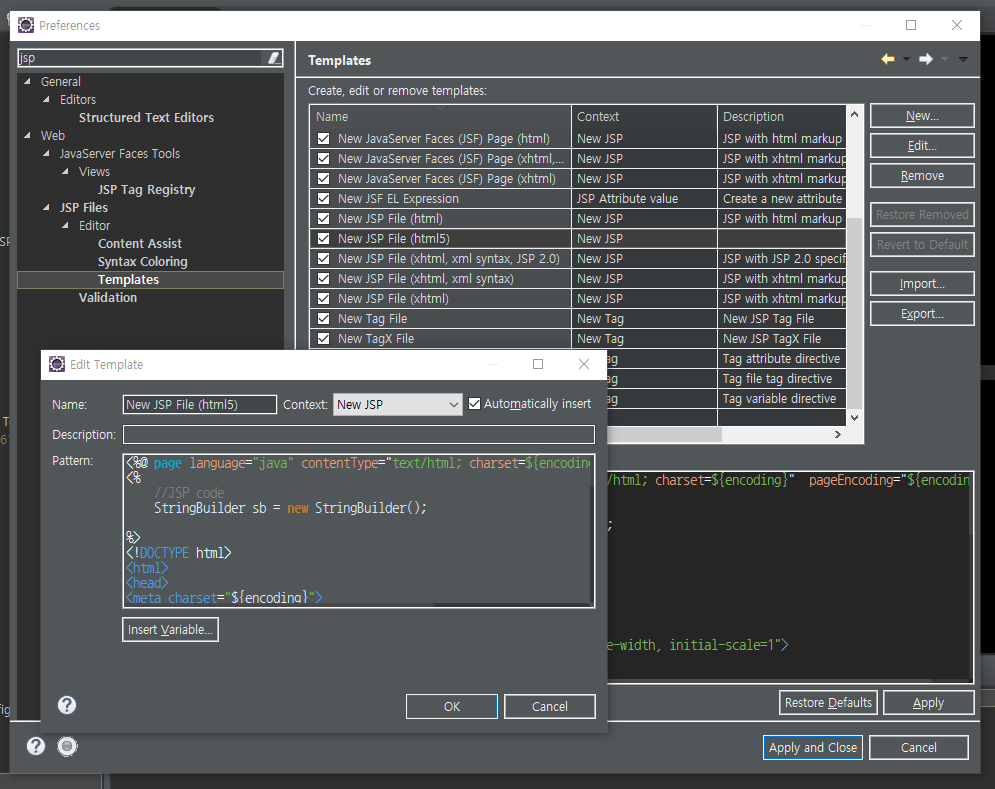 Preferences
jsp
General
Editors
Structured Text Editors
Web
JavaServer Faces Tools
Views
JSP Tag Registry
JSP Files
Editor
Content Assist
Syntax Coloring
Templates
Validation
Templates
Create, edit or remove templates:
Name Context Description
New JavaServer Faces (JSF) Page (html) New JSP JSP with html markup
New JavaServer Faces (JSF) Page (xhtml,... New JSP JSP with xhtml markup
New JavaServer Faces (JSF) Page (xhtml) New JSP JSP with xhtml markup
New JSF EL Expression JSP Attribute value Create a new attribute
New JSP File (html) New JSP JSP with html markup
New JSP File (html5) New JSP
New JSP File (xhtml, xml syntax, JSP 2.0) New JSP JSP with JSP 2.0 specif
New JSP File (xhtml, xml syntax) New JSP JSP with xhtml markup
New JSP File (xhtml) New JSP JSP with xhtml markup
New Tag File New Tag New JSP Tag File
New TagX File New Tag New JSP TagX File
ag Tag attribute directive
ag Tag file tag directive
ag Tag variable directive
New...
Edit...
Remove
Restore Removed
Revert to Default
Import...
Export...
/html; charset=${encoding}" pageEncoding="${encodin
;
e-width, initial-scale=1">
Restore Defaults
Apply
Apply and Close
Cancel
Edit Template
Name: New JSP File (html5) Context: New JSP Automatically insert
Description:
Pattern:
<%@ page language="java" contentType="text/html; charset=${encoding
<%
//JSP code
StringBuilder sb = new StringBuilder();
%>
<!DOCTYPE html>
<html>
<head>
<meta charset="${encoding}">
Insert Variable...
OK
Cancel